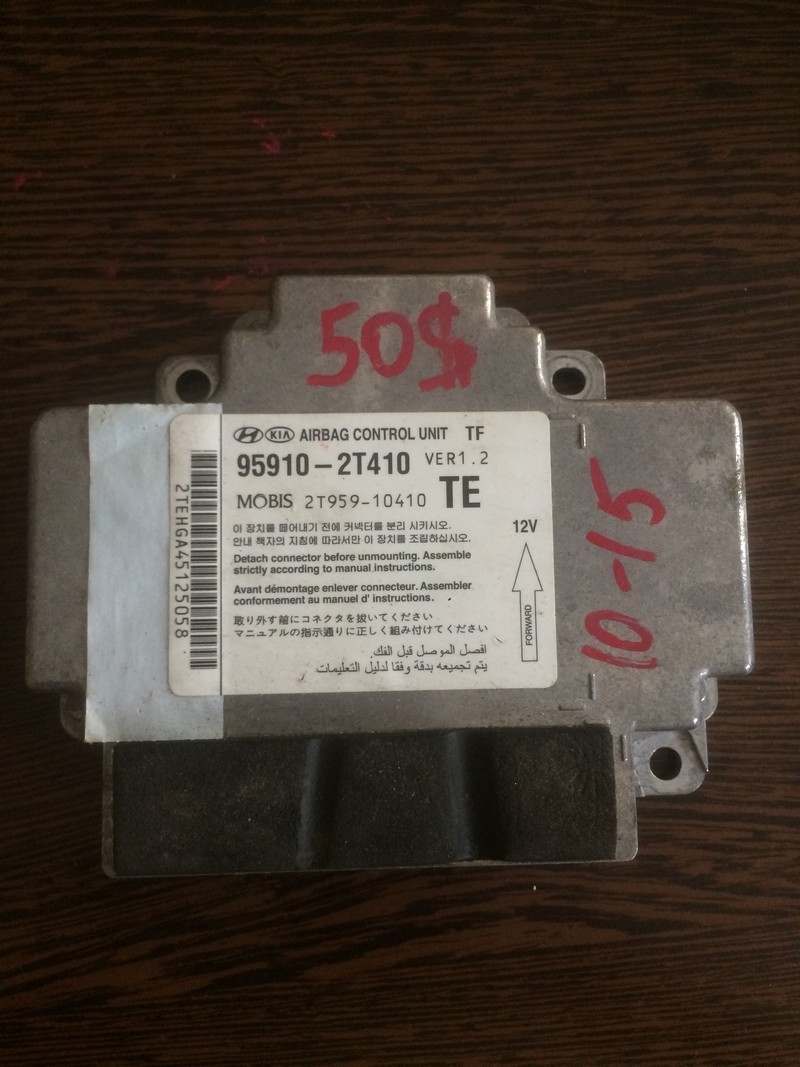 50$
KIA AIRBAG CONTROL UNIT TF
95910-2T410 VER1.2
MOBIS 2T959-10410 TE
이 장치를 떼어내기 전에 커넥터를 분리 시키시오.
안내 책자의 지침에 따라서만 이 장치를 조립하십시오.
Detach connector before unmounting. Assemble
strictly according to manual instructions.
Avant démontage enlever connecteur. Assembler
conformement au manuel d' instructions.
取り外す前にコネクタを抜いてください
マニュアルの指示通りに正しく組み付けてください
افصل الموصل قبل الفك.
يتم تجميعه بدقة وفقا لدليل التعليمات
2TEHGA45125058
12V
FORWARD
10-15